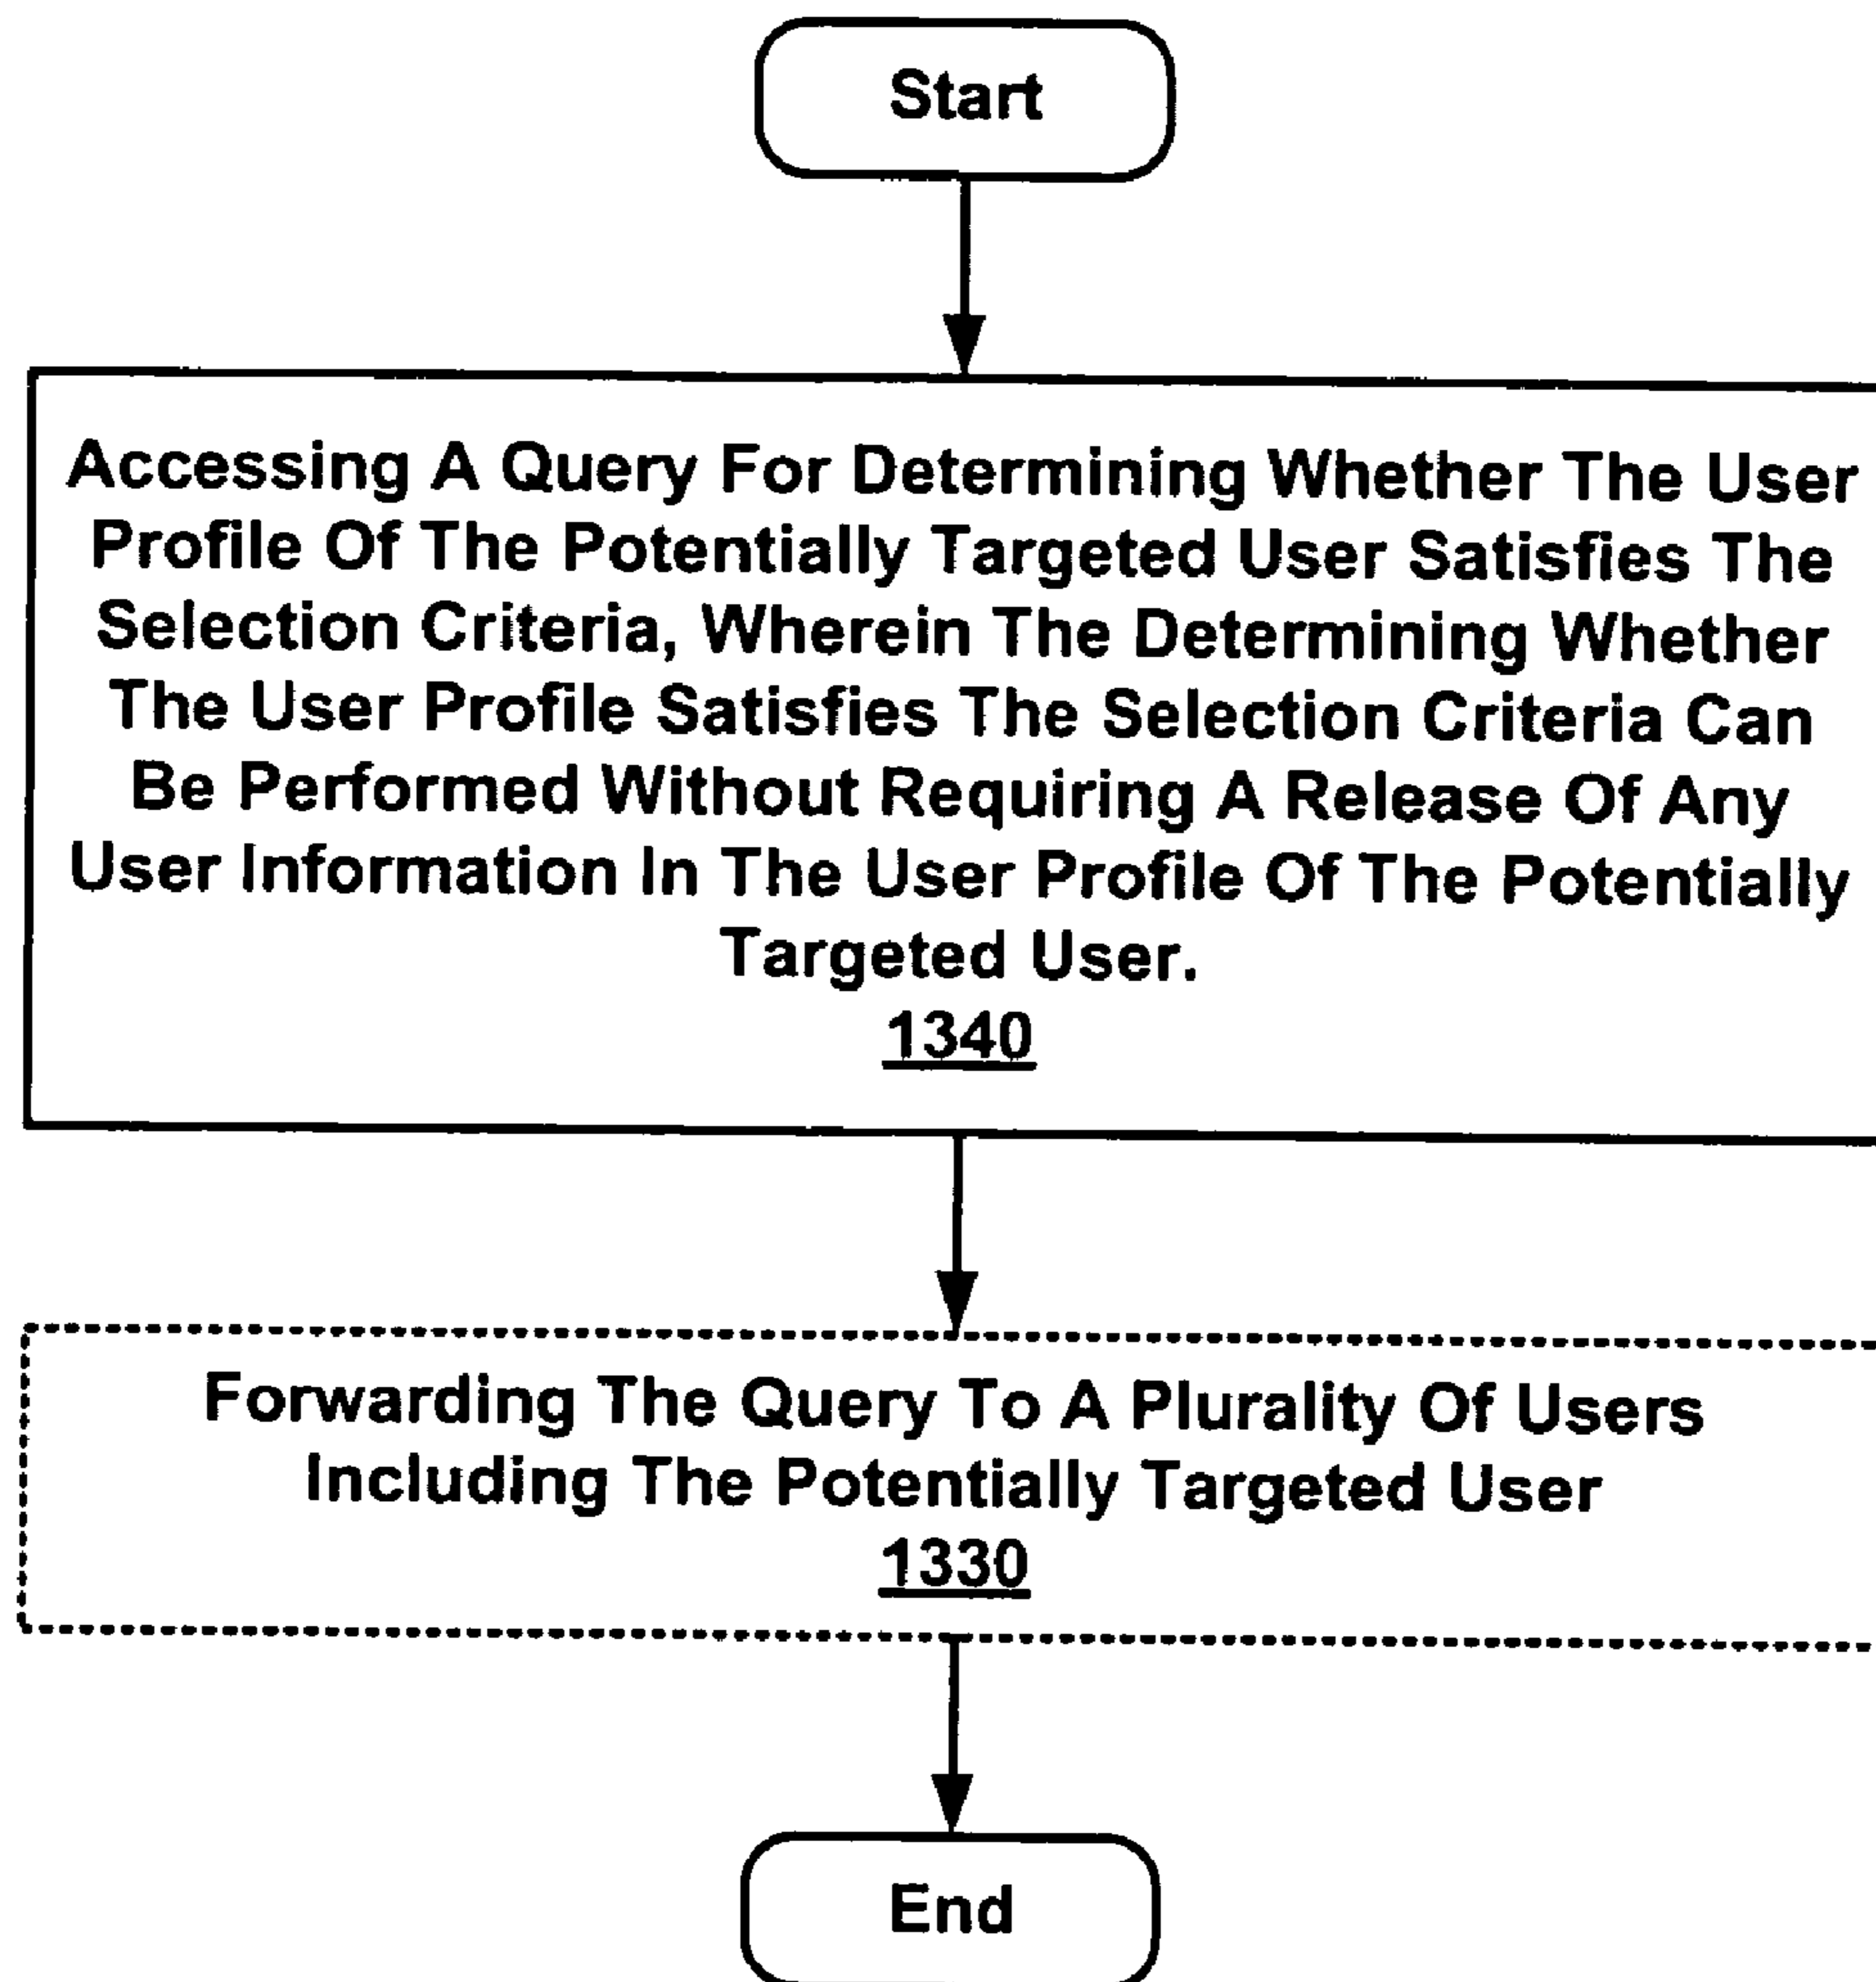 Start
Accessing A Query For Determining Whether The User
Profile Of The Potentially Targeted User Satisfies The
Selection Criteria, Wherein The Determining Whether
The User Profile Satisfies The Selection Criteria Can
Be Performed Without Requiring A Release Of Any
User Information In The User Profile Of The Potentially
Targeted User.
1340
Forwarding The Query To A Plurality Of Users
Including The Potentially Targeted User
1330
End